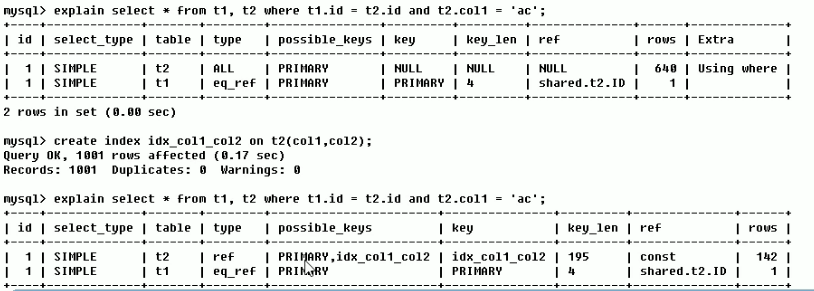 mysql> explain select * from t1, t2 where t1.id = t2.id and t2.col1 = 'ac';
+----+-------------+-------+--------+---------------+---------+---------+--------------+------+-------------+
| id | select_type | table | type | possible_keys | key | key_len | ref | rows | Extra |
+----+-------------+-------+--------+---------------+---------+---------+--------------+------+-------------+
| 1 | SIMPLE | t2 | ALL | PRIMARY | NULL | NULL | NULL | 640 | Using where |
| 1 | SIMPLE | t1 | eq_ref | PRIMARY | PRIMARY | 4 | shared.t2.ID | 1 | |
+----+-------------+-------+--------+---------------+---------+---------+--------------+------+-------------+
2 rows in set (0.00 sec)
mysql> create index idx_col1_col2 on t2(col1,col2);
Query OK, 1001 rows affected (0.17 sec)
Records: 1001 Duplicates: 0 Warnings: 0
mysql> explain select * from t1, t2 where t1.id = t2.id and t2.col1 = 'ac';
+----+-------------+-------+--------+-----------------------+---------------+---------+--------------+------+
| id | select_type | table | type | possible_keys | key | key_len | ref | rows |
+----+-------------+-------+--------+-----------------------+---------------+---------+--------------+------+
| 1 | SIMPLE | t2 | ref | PRIMARY,idx_col1_col2 | idx_col1_col2 | 195 | const | 142 |
| 1 | SIMPLE | t1 | eq_ref | PRIMARY | PRIMARY | 4 | shared.t2.ID | 1 |
+----+-------------+-------+--------+-----------------------+---------------+---------+--------------+------+